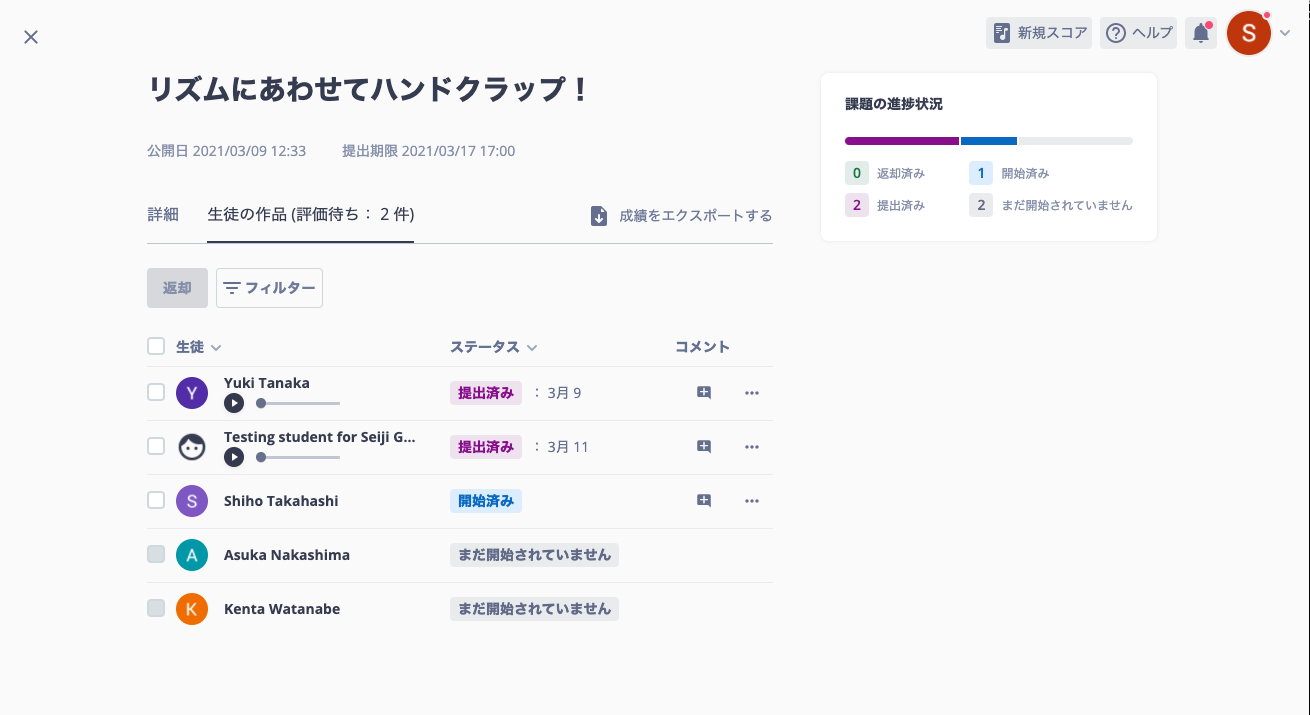 新規スコア
ヘルプ
S
リズムにあわせてハンドクラップ！
公開日 2021/03/09 12:33 提出期限 2021/03/17 17:00
詳細
生徒の作品 (評価待ち： 2 件)
成績をエクスポートする
返却
フィルター
生徒 ステータス コメント
Y Yuki Tanaka 提出済み ： 3月 9
Testing student for Seiji G... 提出済み ： 3月 11
S Shiho Takahashi 開始済み
A Asuka Nakashima まだ開始されていません
K Kenta Watanabe まだ開始されていません
課題の進捗状況
0 返却済み 1 開始済み
2 提出済み 2 まだ開始されていません